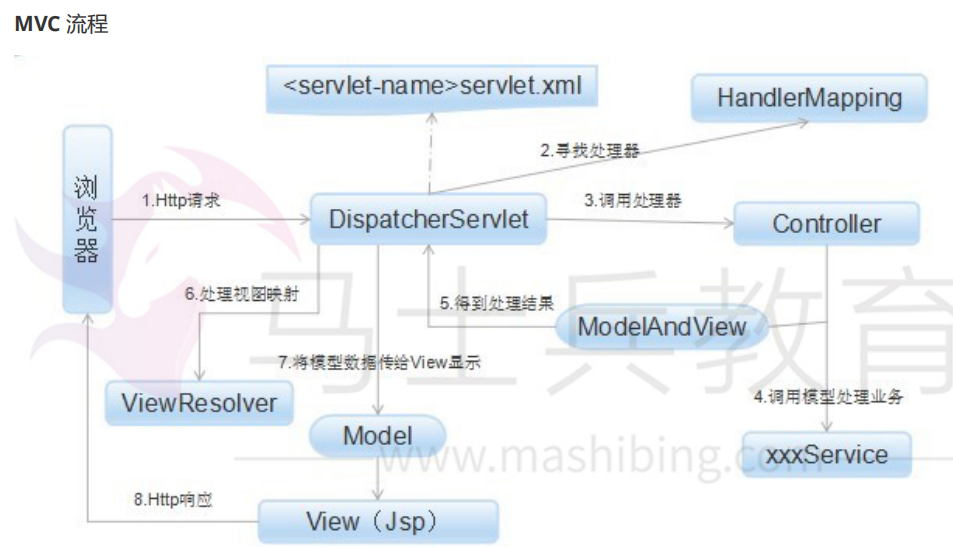 MVC 流程
<servlet-name>servlet.xml
HandlerMapping
2.寻找处理器
浏览器
1.Http请求
DispatcherServlet
3.调用处理器
Controller
6.处理视图映射
5.得到处理结果
ModelAndView
马士兵教育
7.将模型数据传给View显示
ViewResolver
4.调用模型处理业务
Model
www.mashibing.com
xxxService
8.Http响应
View（Jsp）